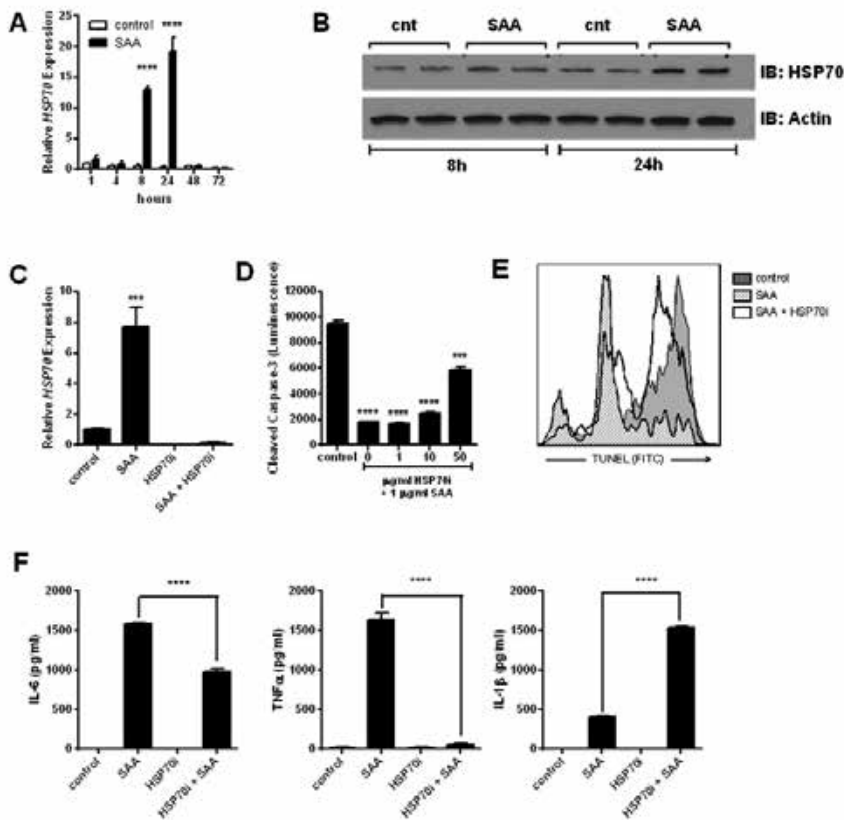 A
control
SAA
Relative HSP70 Expression
25
20
15
10
5
0
****
****
1 4 8 24 48 72
hours
B
cnt SAA cnt SAA
IB: HSP70
IB: Actin
8h 24h
C
Relative HSP70 Expression
10
8
6
4
2
0
***
control SAA HSP70i SAA + HSP70i
D
Cleaved Caspase-3 (Luminescence)
12000
10000
8000
6000
4000
2000
0
**** **** **** ***
control 0 1 10 50
µg/ml HSP70i
+ 1 µg/ml SAA
E
control
SAA
SAA + HSP70i
TUNEL (FITC)
F
IL-6 (pg/ml)
2000
1500
1000
500
0
****
control SAA HSP70i HSP70i + SAA
TNFα (pg/ml)
2000
1500
1000
500
0
****
control SAA HSP70i HSP70i + SAA
IL-1β (pg/ml)
2000
1500
1000
500
0
****
control SAA HSP70i HSP70i + SAA